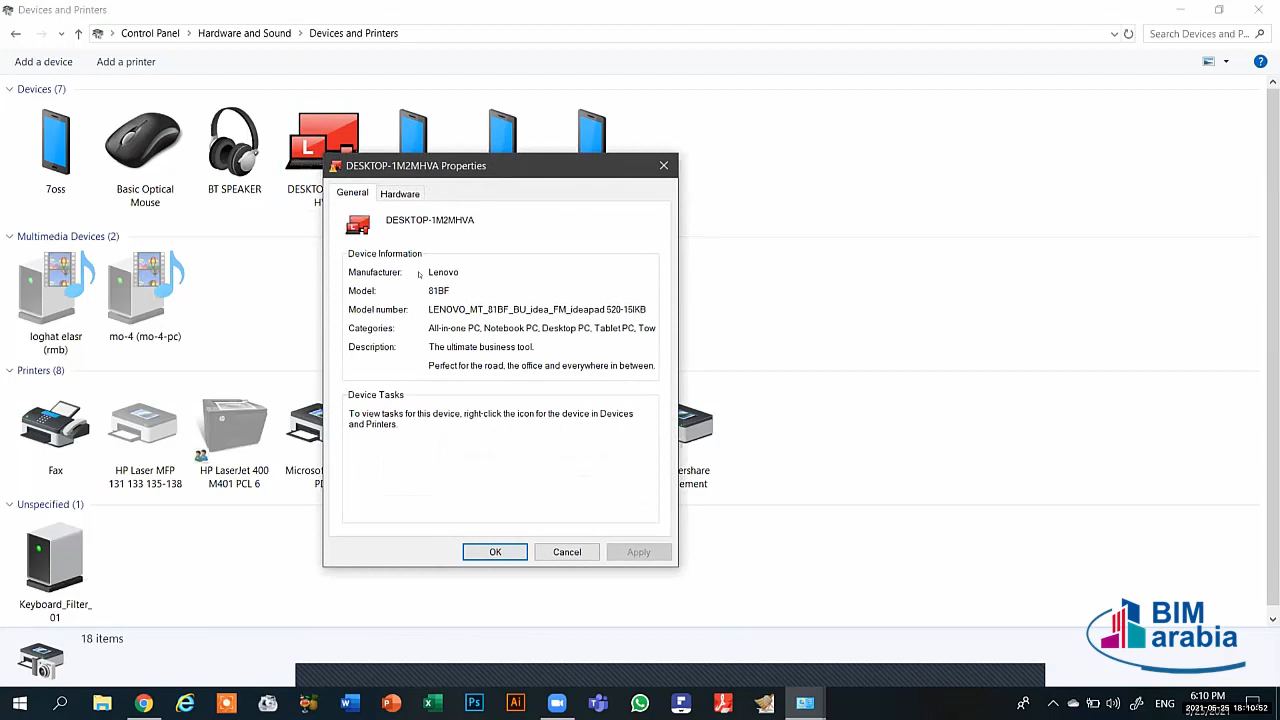 Devices and Printers
Control Panel > Hardware and Sound > Devices and Printers
Search Devices and P...
Add a device
Add a printer
Devices (7)
7oss
Basic Optical
Mouse
BT SPEAKER
DESKTO
H
DESKTOP-1M2MHVA Properties
General
Hardware
DESKTOP-1M2MHVA
Device Information
Manufacturer: Lenovo
Model: 81BF
Model number: LENOVO_MT_81BF_BU_idea_FM_ideapad 520-15IKB
Categories: All-in-one PC, Notebook PC, Desktop PC, Tablet PC, Tow
Description: The ultimate business tool.
Perfect for the road, the office and everywhere in between.
Device Tasks
To view tasks for this device, right-click the icon for the device in Devices
and Printers.
OK
Cancel
Apply
Multimedia Devices (2)
loghat elasr
(rmb)
mo-4 (mo-4-pc)
Printers (8)
Fax
HP Laser MFP
131 133 135-138
HP LaserJet 400
M401 PCL 6
Microso
PD
ershare
ement
Unspecified (1)
Keyboard_Filter_
01
18 items
BIM
arabia
ENG
6:10 PM
2021-05-25 18:10:52